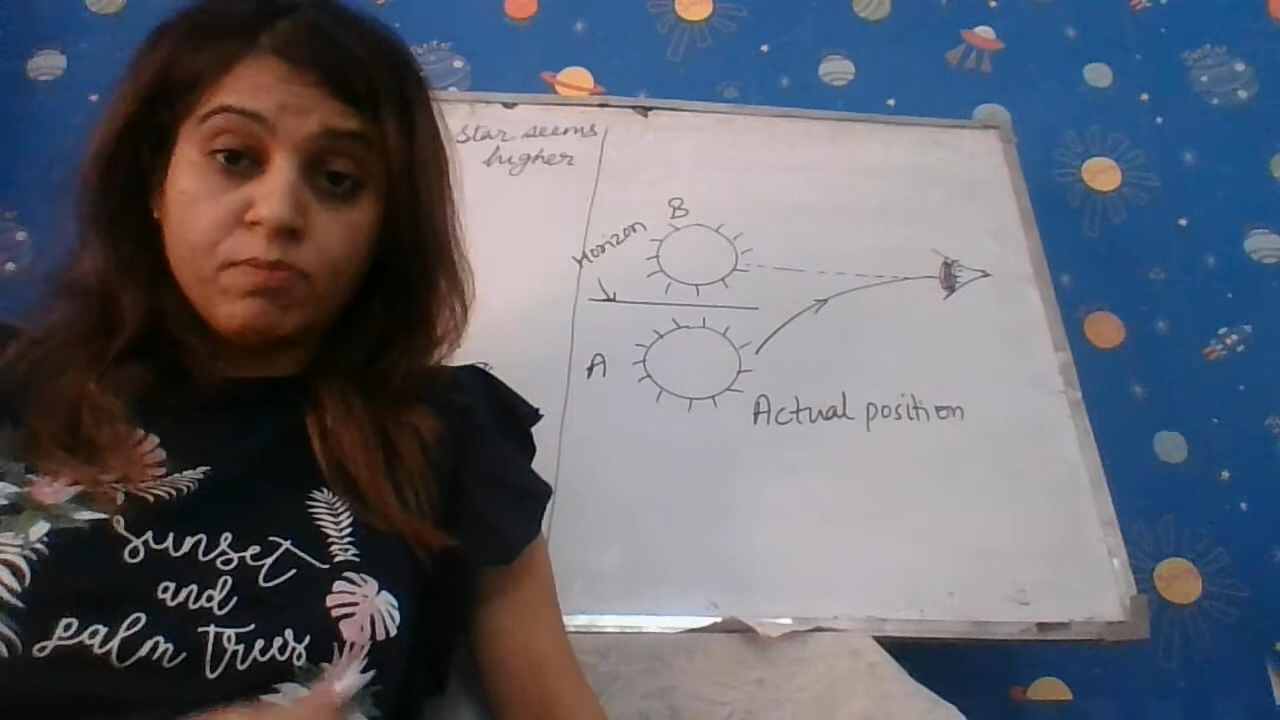 star seems
higher
B
Horizon
A
Actual position
sunset
and
palm trees